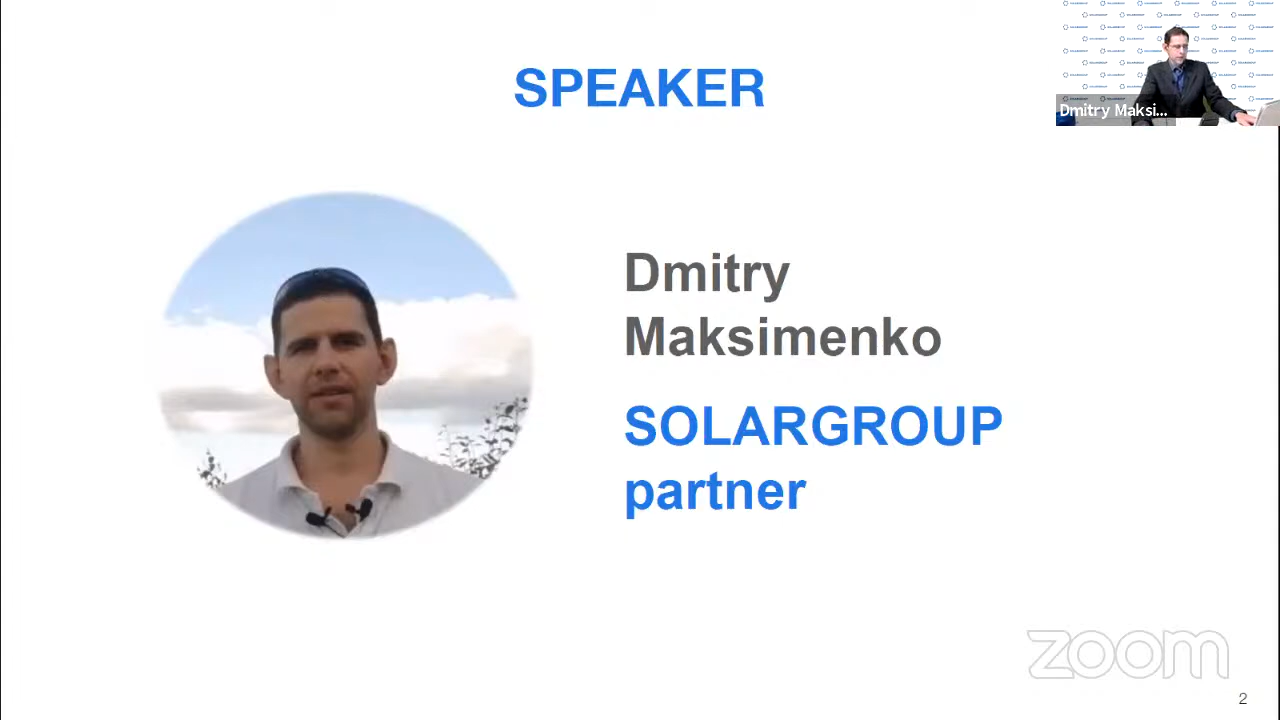 SPEAKER
Dmitry Maksi...
Dmitry
Maksimenko
SOLARGROUP
partner
zoom
2